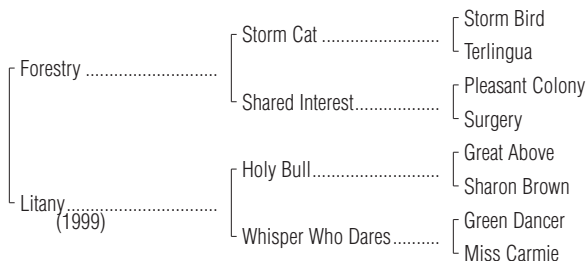 Storm Bird
Storm Cat ........................
Terlingua
Forestry ...........................
Pleasant Colony
Shared Interest.................
Surgery
Great Above
Holy Bull.........................
Sharon Brown
Litany...............................
(1999)
Green Dancer
Whisper Who Dares..........
Miss Carmie